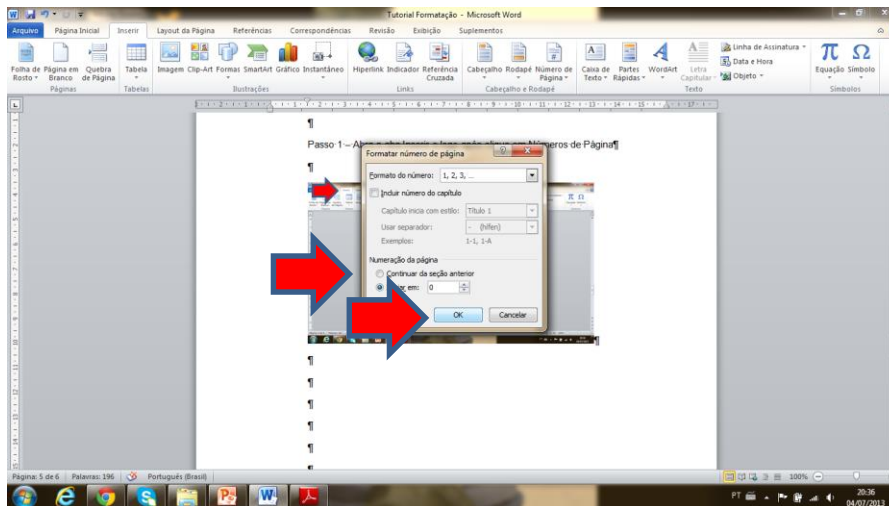 Tutorial Formatação - Microsoft Word
Arquivo Página Inicial Inserir Layout da Página Referências Correspondências Revisão Exibição Suplementos
Folha de Rosto Página em Branco Quebra de Página
Páginas
Tabela
Tabelas
Imagem Clip-Art Formas SmartArt Gráfico Instantâneo
Ilustrações
Hiperlink Indicador Referência Cruzada
Links
Cabeçalho Rodapé Número de Página
Cabeçalho e Rodapé
Caixa de Texto Partes Rápidas WordArt Letra Capitular
Linha de Assinatura
Data e Hora
Objeto
Texto
Equação Símbolo
Símbolos
Passo 1 – Abra a aba Inserir e logo após clique em Números de Página¶
Formatar número de página
Formato do número: 1, 2, 3, ...
Incluir número do capítulo
Capítulo inicia com estilo: Título 1
Usar separador: - (hífen)
Exemplos: 1-1, 1-A
Numeração da página
Continuar da seção anterior
em: 0
OK Cancelar
Página: 5 de 6 Palavras: 196 Português (Brasil) 100%
PT 20:36
04/07/2013